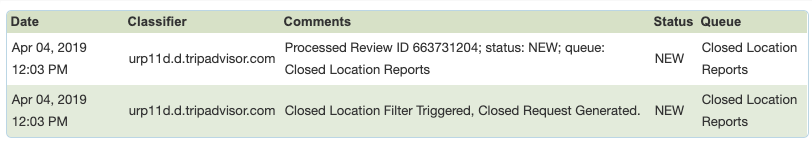 Date Classifier Comments Status Queue
Apr 04, 2019
12:03 PM
urp11d.d.tripadvisor.com
Processed Review ID 663731204; status: NEW; queue:
Closed Location Reports
NEW
Closed Location
Reports
Apr 04, 2019
12:03 PM
urp11d.d.tripadvisor.com
Closed Location Filter Triggered, Closed Request Generated.
NEW
Closed Location
Reports